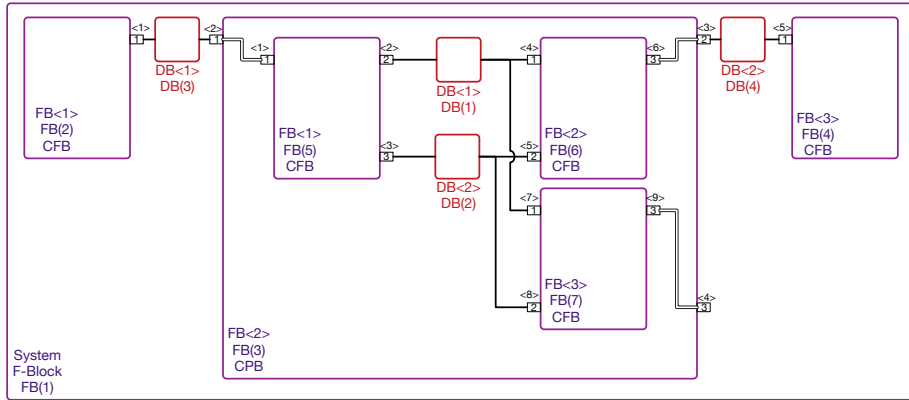 <1>
1
DB<1>
DB(3)
<2>
1
FB<1>
FB(2)
CFB
<1>
1
<2>
2
<3>
3
FB<1>
FB(5)
CFB
DB<1>
DB(1)
DB<2>
DB(2)
<4>
1
<5>
2
<6>
3
FB<2>
FB(6)
CFB
<7>
1
<8>
2
<9>
3
FB<3>
FB(7)
CFB
<3>
2
<4>
3
DB<2>
DB(4)
<5>
1
FB<3>
FB(4)
CFB
FB<2>
FB(3)
CPB
System
F-Block
FB(1)